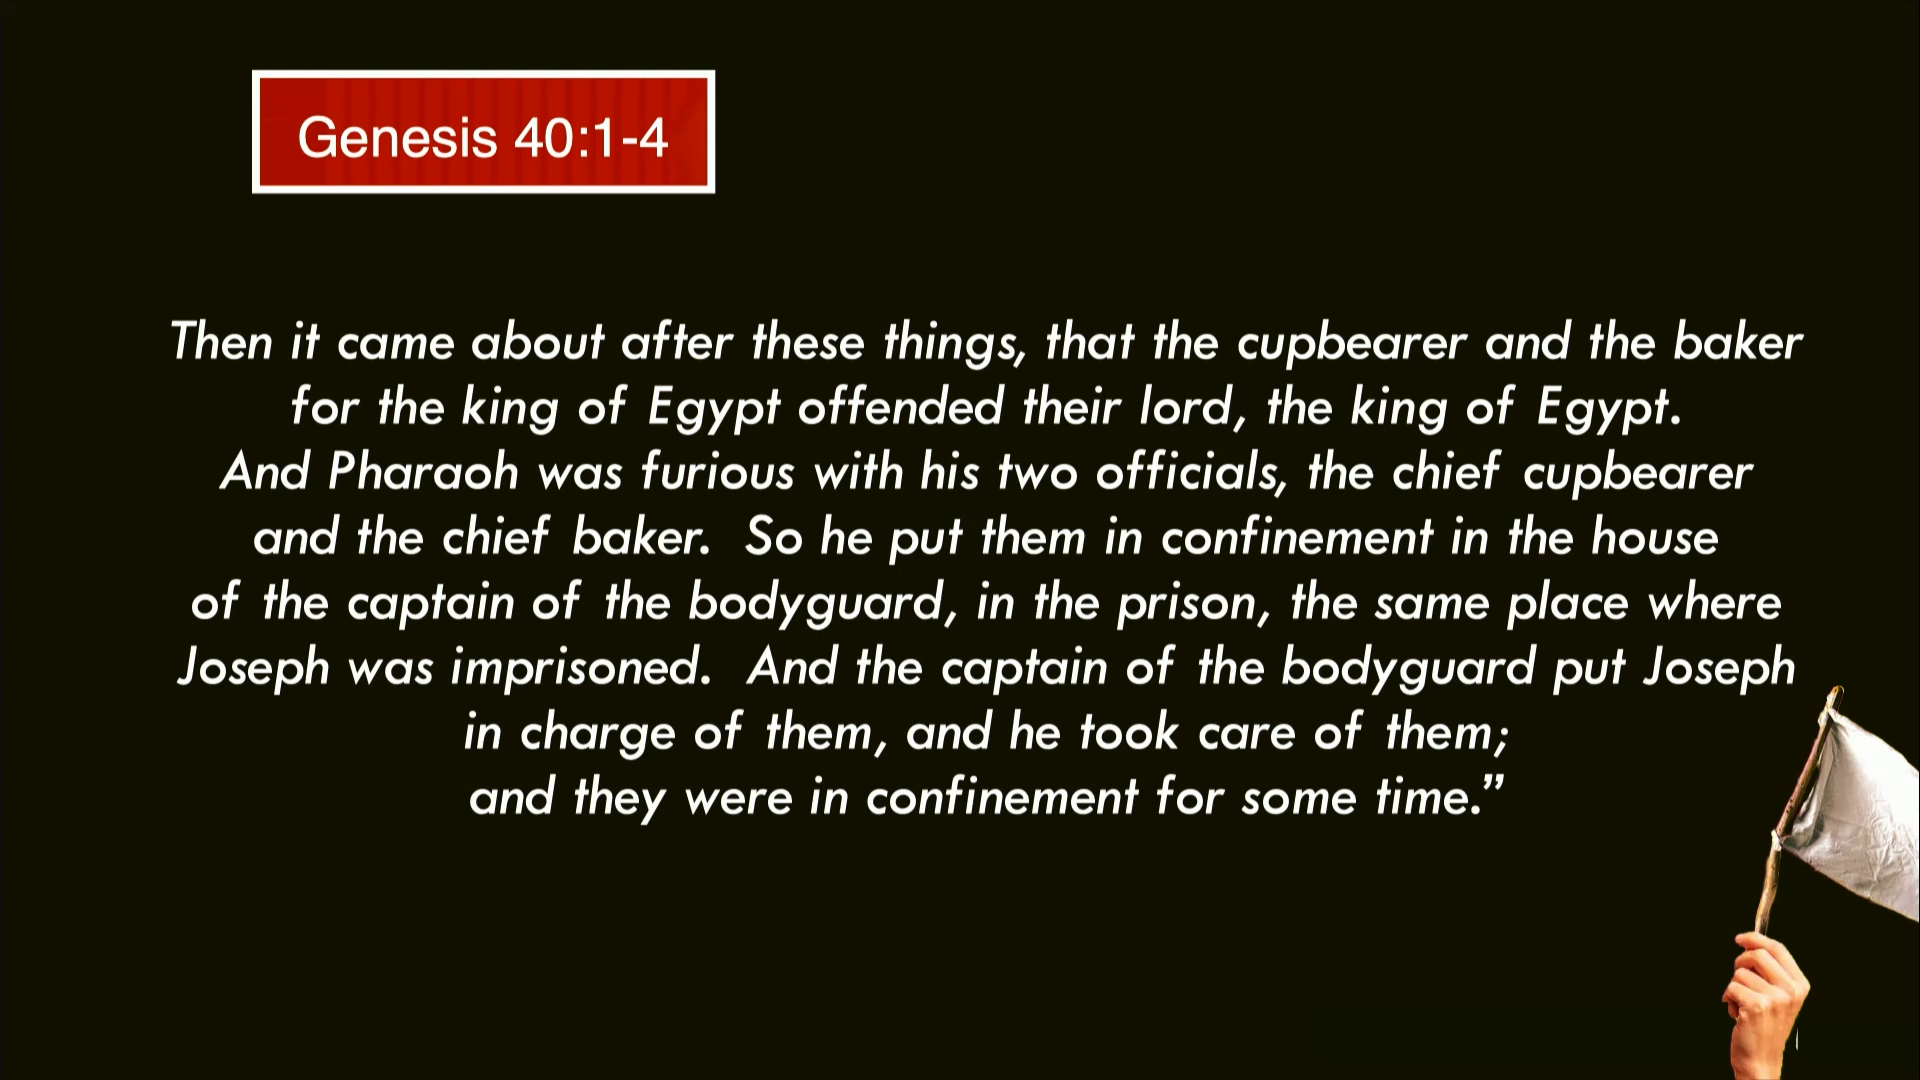 Genesis 40:1-4
Then it came about after these things, that the cupbearer and the baker
for the king of Egypt offended their lord, the king of Egypt.
And Pharaoh was furious with his two officials, the chief cupbearer
and the chief baker.  So he put them in confinement in the house
of the captain of the bodyguard, in the prison, the same place where
Joseph was imprisoned.  And the captain of the bodyguard put Joseph
in charge of them, and he took care of them;
and they were in confinement for some time.”